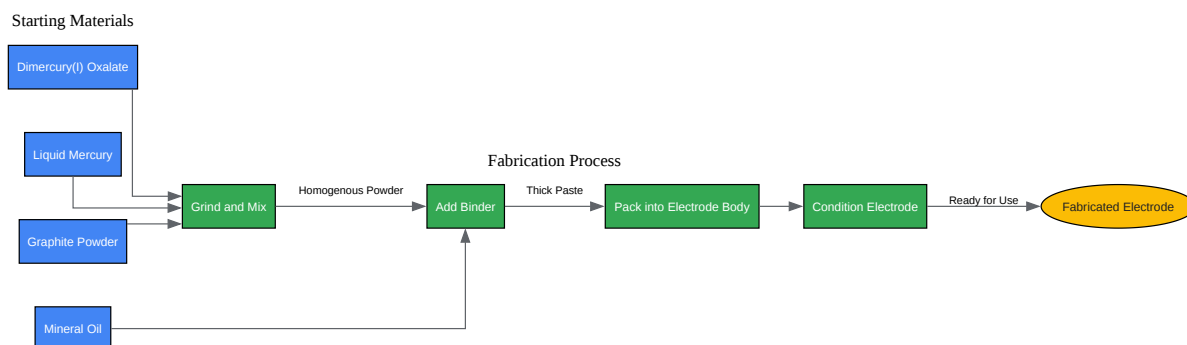 Starting Materials
Dimercury(I) Oxalate
Liquid Mercury
Graphite Powder
Mineral Oil
Fabrication Process
Grind and Mix
Homogenous Powder
Add Binder
Thick Paste
Pack into Electrode Body
Condition Electrode
Ready for Use
Fabricated Electrode